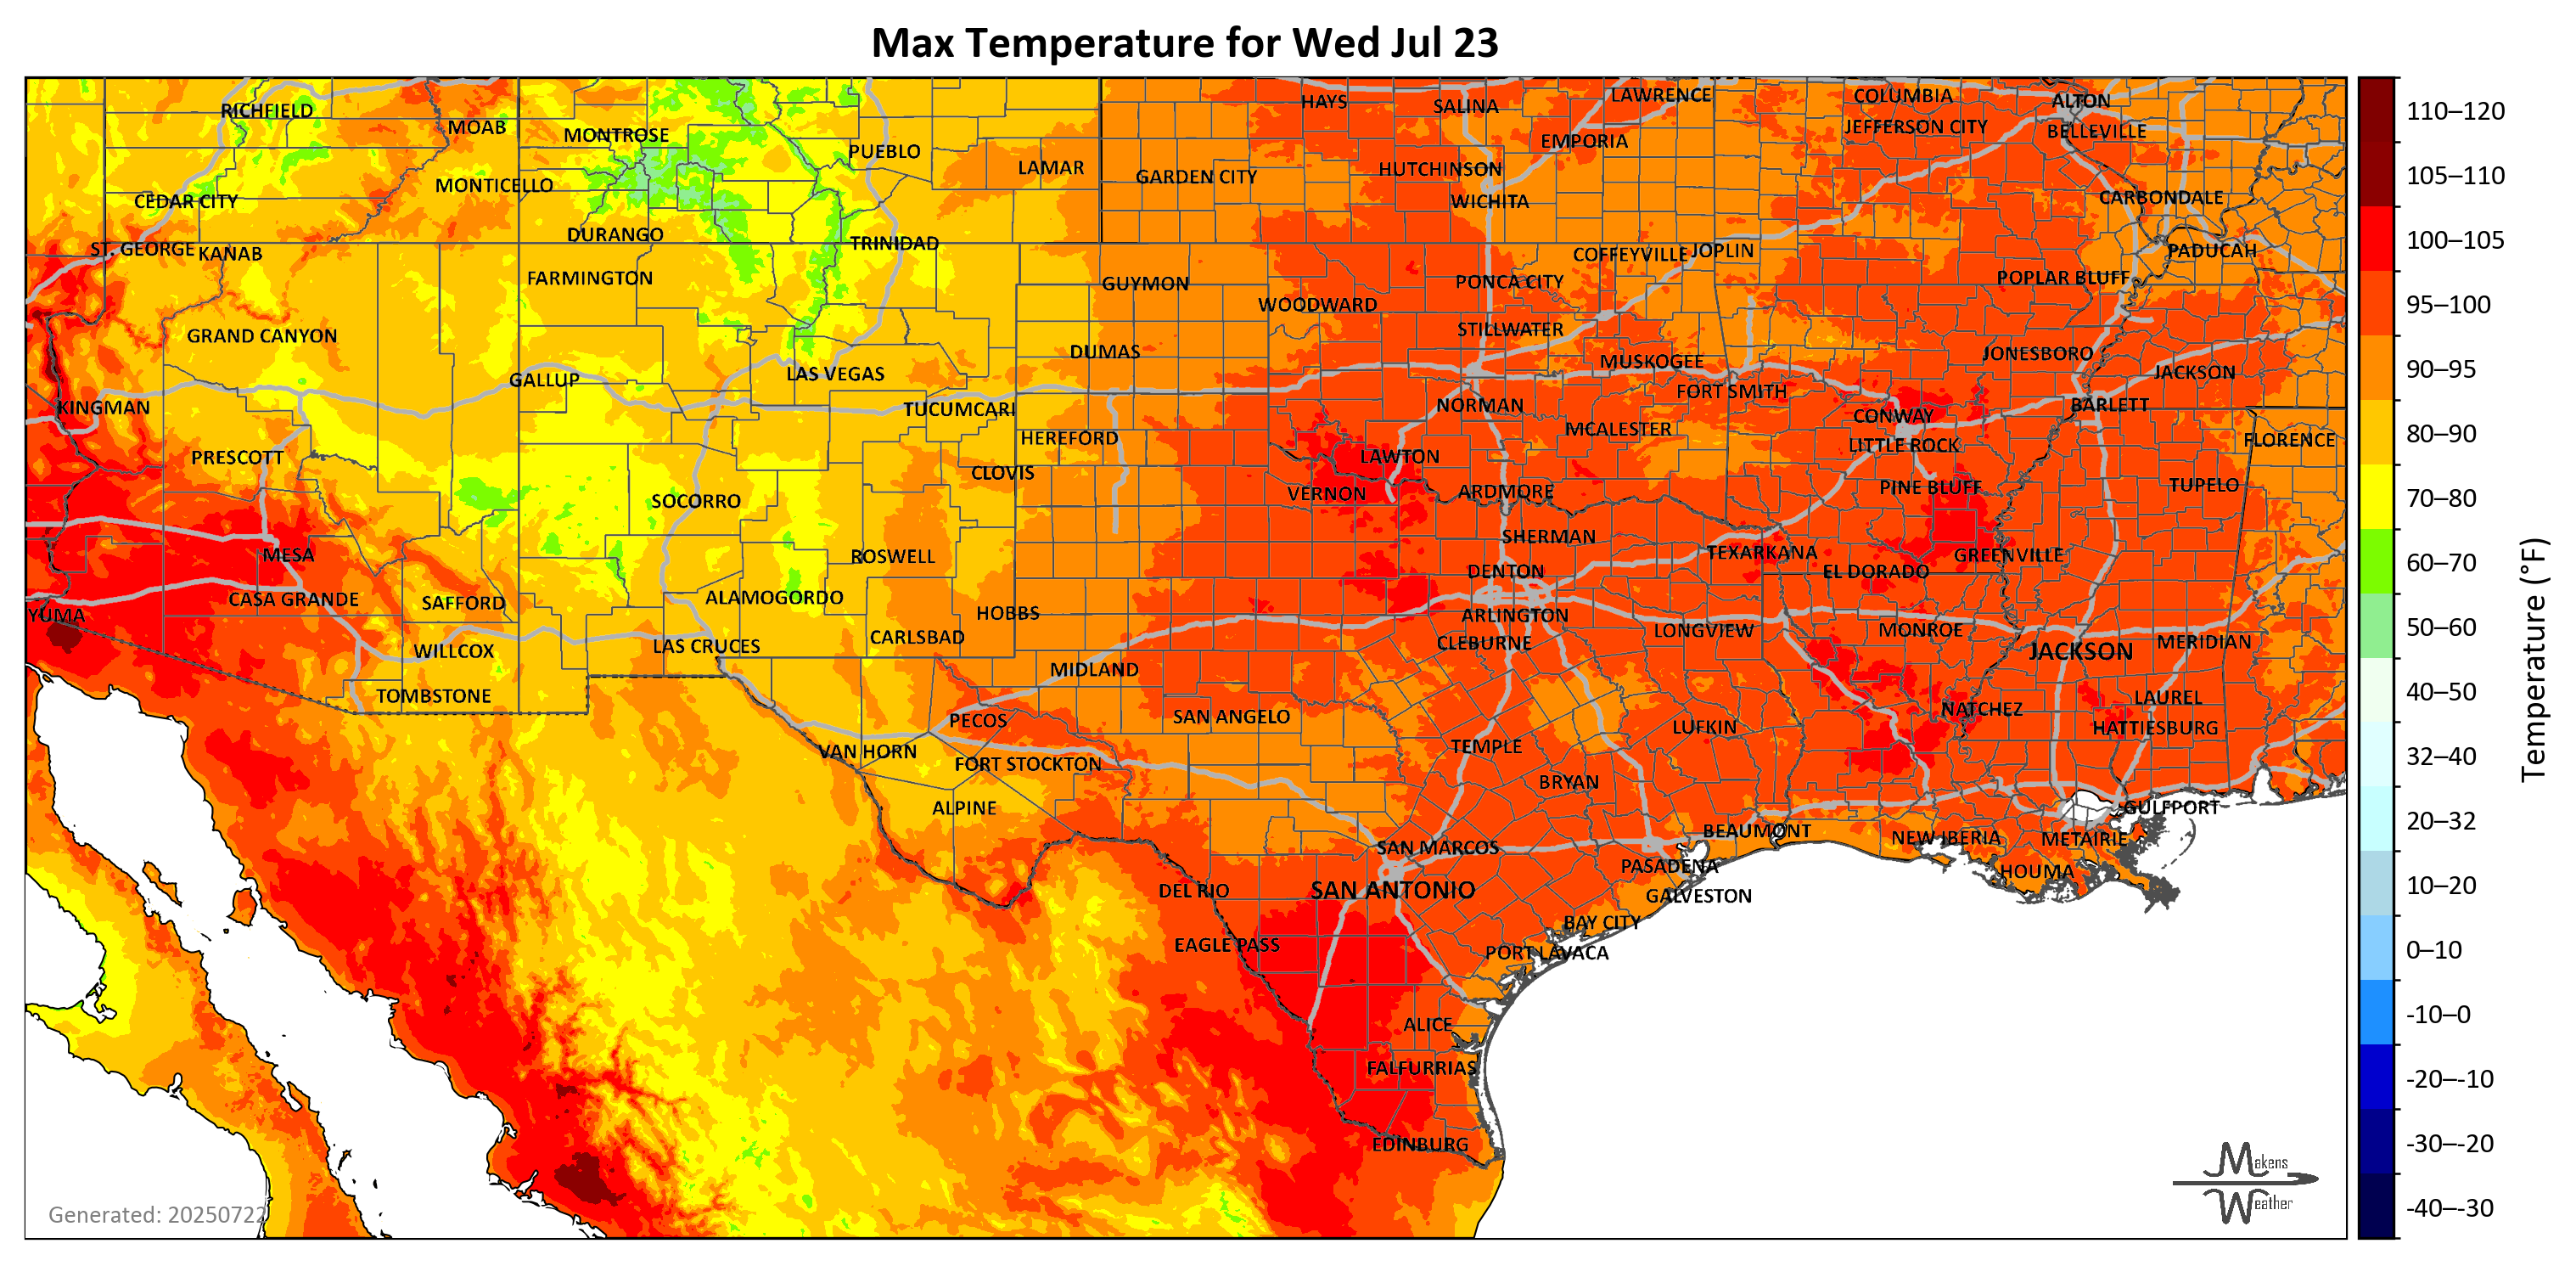 Max Temperature for Wed Jul 23
RICHFIELD
MOAB
MONTROSE
PUEBLO
LAMAR
HAYS
SALINA
LAWRENCE
COLUMBIA
ALTON
JEFFERSON CITY
BELLEVILLE
EMPORIA
GARDEN CITY
HUTCHINSON
WICHITA
MONTICELLO
CEDAR CITY
CARBONDALE
DURANGO
TRINIDAD
ST. GEORGE
KANAB
COFFEYVILLE
JOPLIN
PADUCAH
FARMINGTON
GUYMON
PONCA CITY
POPLAR BLUFF
WOODWARD
GRAND CANYON
STILLWATER
DUMAS
MUSKOGEE
JONESBORO
GALLUP
LAS VEGAS
FORT SMITH
JACKSON
KINGMAN
TUCUMCARI
NORMAN
CONWAY
BARLETT
HEREFORD
MCALESTER
LITTLE ROCK
FLORENCE
PRESCOTT
CLOVIS
LAWTON
SOCORRO
VERNON
ARDMORE
PINE BLUFF
TUPELO
MESA
ROSWELL
SHERMAN
TEXARKANA
GREENVILLE
DENTON
EL DORADO
CASA GRANDE
SAFFORD
ALAMOGORDO
HOBBS
YUMA
ARLINGTON
CARLSBAD
CLEBURNE
LONGVIEW
MONROE
WILLCOX
LAS CRUCES
JACKSON
MERIDIAN
MIDLAND
TOMBSTONE
PECOS
SAN ANGELO
LUFKIN
NATCHEZ
LAUREL
HATTIESBURG
VAN HORN
FORT STOCKTON
TEMPLE
BRYAN
ALPINE
GULFPORT
SAN MARCOS
BEAUMONT
NEW IBERIA
METAIRIE
PASADENA
HOUMA
DEL RIO
SAN ANTONIO
GALVESTON
BAY CITY
EAGLE PASS
PORT LAVACA
ALICE
FALFURRIAS
EDINBURG
Generated: 20250722
Makens
Weather
110–120
105–110
100–105
95–100
90–95
80–90
70–80
60–70
50–60
40–50
32–40
20–32
10–20
0–10
-10–0
-20–-10
-30–-20
-40–-30
Temperature (°F)